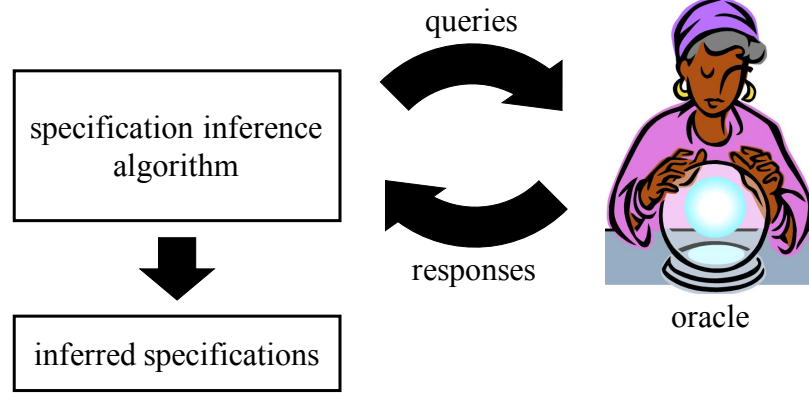 queries
specification inference
algorithm
responses
oracle
inferred specifications